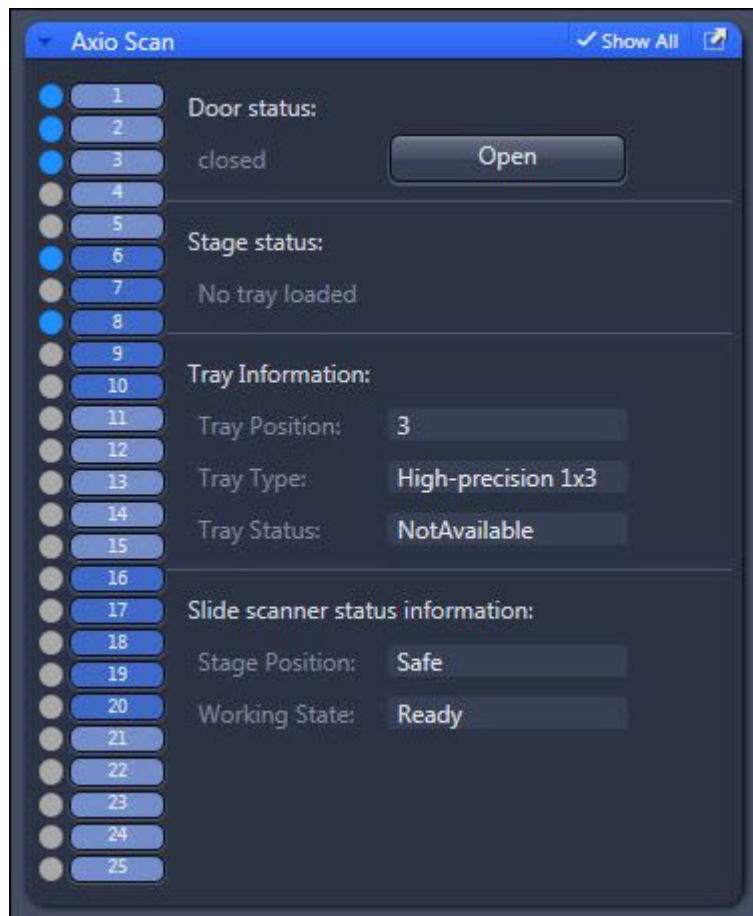 Axio Scan
Show All
1
2
3
4
5
6
7
8
9
10
11
12
13
14
15
16
17
18
19
20
21
22
23
24
25
Door status:
closed Open
Stage status:
No tray loaded
Tray Information:
Tray Position: 3
Tray Type: High-precision 1x3
Tray Status: NotAvailable
Slide scanner status information:
Stage Position: Safe
Working State: Ready